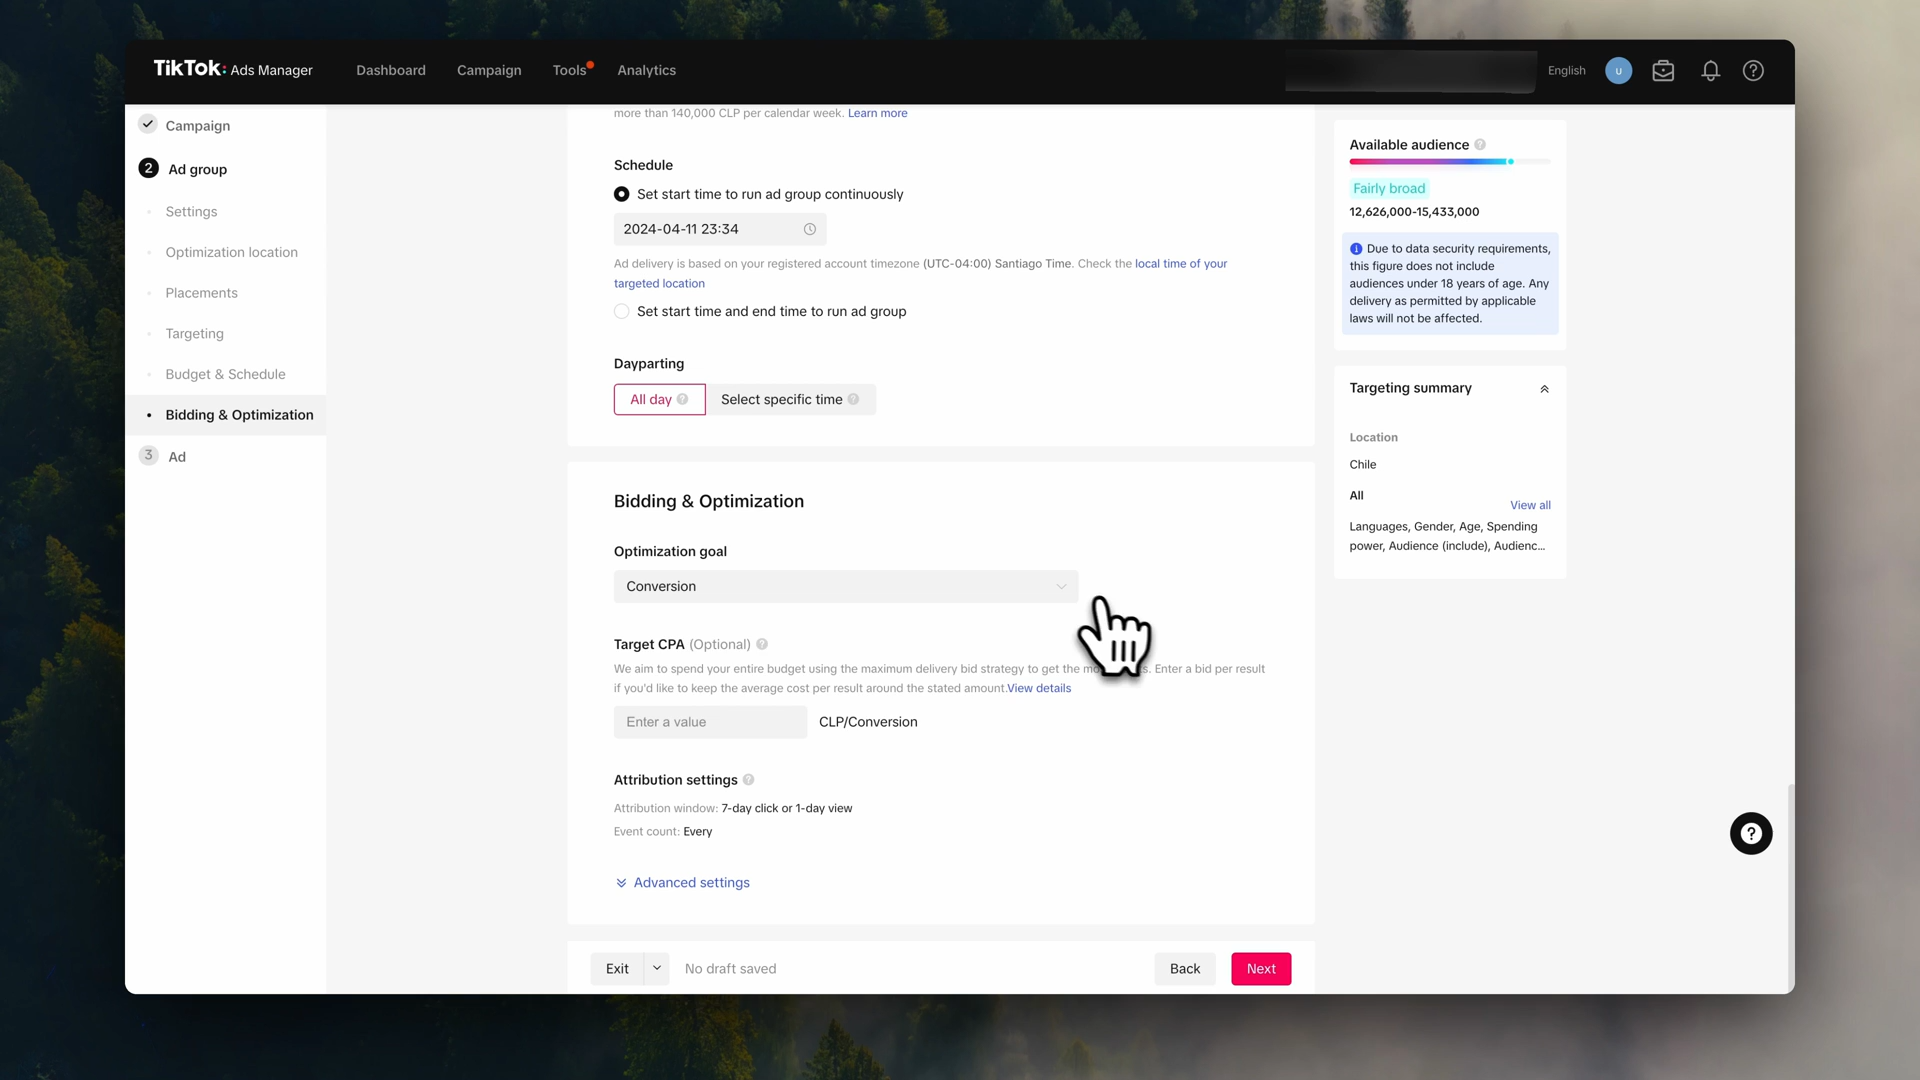 TikTok: Ads Manager
Dashboard
Campaign
Tools
Analytics
English
U
Campaign
2 Ad group
Settings
Optimization location
Placements
Targeting
Budget & Schedule
Bidding & Optimization
3 Ad
more than 140,000 CLP per calendar week. Learn more
Schedule
Set start time to run ad group continuously
2024-04-11 23:34
Ad delivery is based on your registered account timezone (UTC-04:00) Santiago Time. Check the local time of your
targeted location
Set start time and end time to run ad group
Dayparting
All day
Select specific time
Bidding & Optimization
Optimization goal
Conversion
Target CPA (Optional)
We aim to spend your entire budget using the maximum delivery bid strategy to get the Enter a bid per result
if you'd like to keep the average cost per result around the stated amount.View details
Enter a value
CLP/Conversion
Attribution settings
Attribution window: 7-day click or 1-day view
Event count: Every
Advanced settings
Exit
No draft saved
Back
Next
Available audience
Fairly broad
12,626,000-15,433,000
Due to data security requirements,
this figure does not include
audiences under 18 years of age. Any
delivery as permitted by applicable
laws will not be affected.
Targeting summary
Location
Chile
All
View all
Languages, Gender, Age, Spending
power, Audience (include), Audienc...